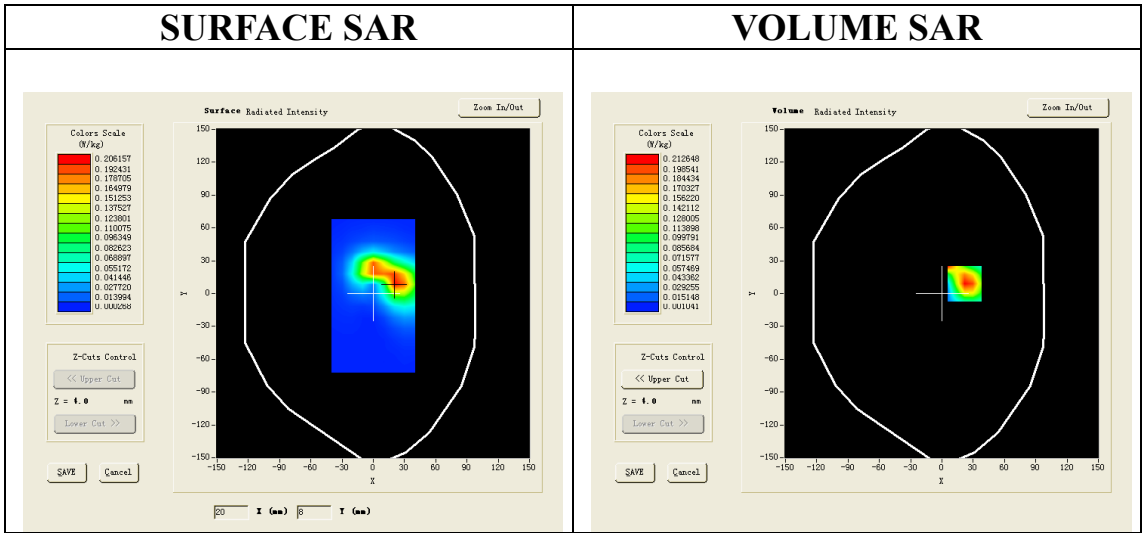 SURFACE SAR
VOLUME SAR
Surface Radiated Intensity
Zoom In/Out
Colors Scale
(W/kg)
0.206157
0.192431
0.178705
0.164979
0.151253
0.137527
0.123801
0.110075
0.096349
0.082623
0.068897
0.055172
0.041446
0.027720
0.013994
0.000268
Z-Cuts Control
<< Upper Cut
Z = 4.0 mm
Lower Cut >>
SAVE Cancel
150
120
90
60
30
0
-30
-60
-90
-120
-150
Y
-150 -120 -90 -60 -30 0 30 60 90 120 150
X
20 X (mm) 8 Y (mm)
Volume Radiated Intensity
Zoom In/Out
Colors Scale
(W/kg)
0.212648
0.198541
0.184434
0.170327
0.156220
0.142112
0.128005
0.113898
0.099791
0.085684
0.071577
0.057469
0.043362
0.029255
0.015148
0.001041
Z-Cuts Control
<< Upper Cut
Z = 4.0 mm
Lower Cut >>
SAVE Cancel
150
120
90
60
30
0
-30
-60
-90
-120
-150
Y
-150 -120 -90 -60 -30 0 30 60 90 120 150
X